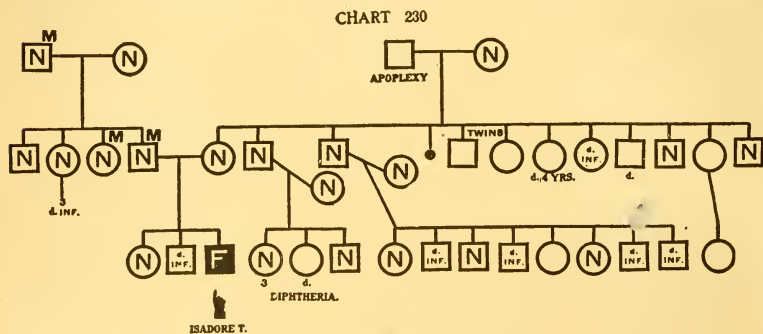 CHART 230
M
N N N
APOPLEXY
M M TWINS
N N N N N N N d. INF. N N
3 d., 4 YRS. d.
d. INF.
N N
N d. INF. F N N N d. INF. N d. INF. N d. INF. d. INF.
3 d.
DIPHTHERIA.
ISADORE T.